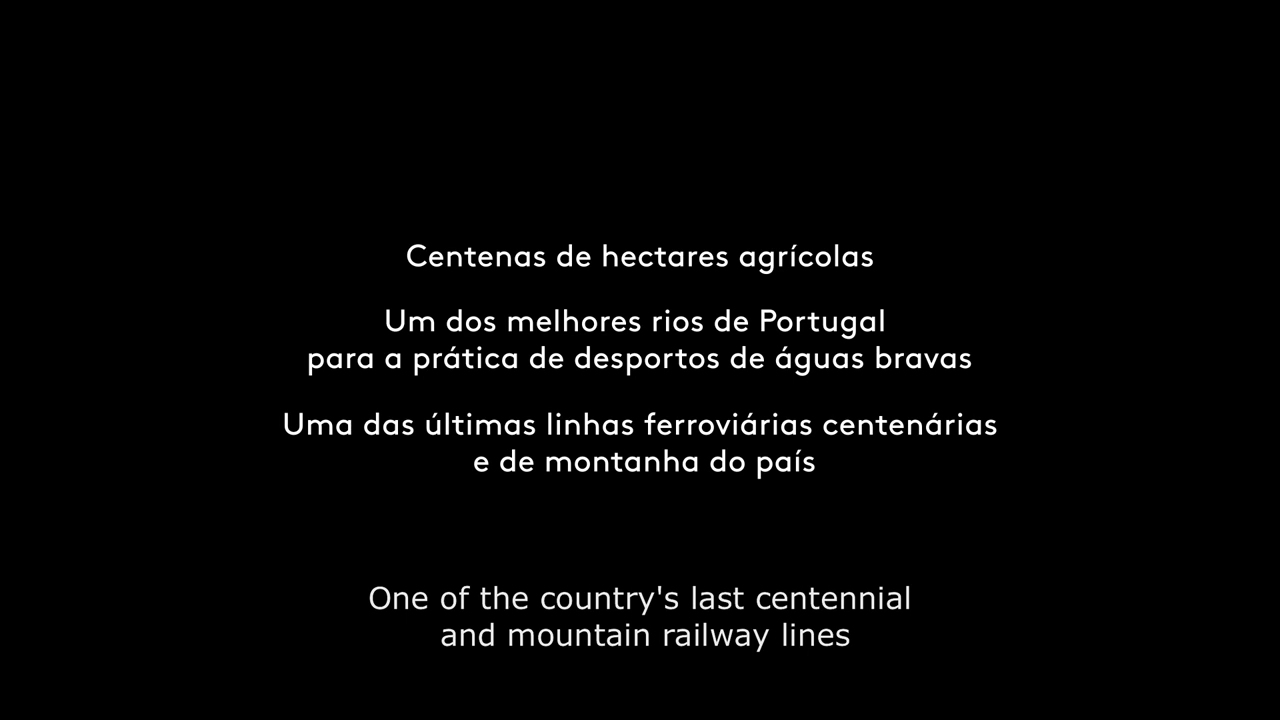 Centenas de hectares agrícolas
Um dos melhores rios de Portugal
para a prática de desportos de águas bravas
Uma das últimas linhas ferroviárias centenárias
e de montanha do país
One of the country's last centennial
and mountain railway lines